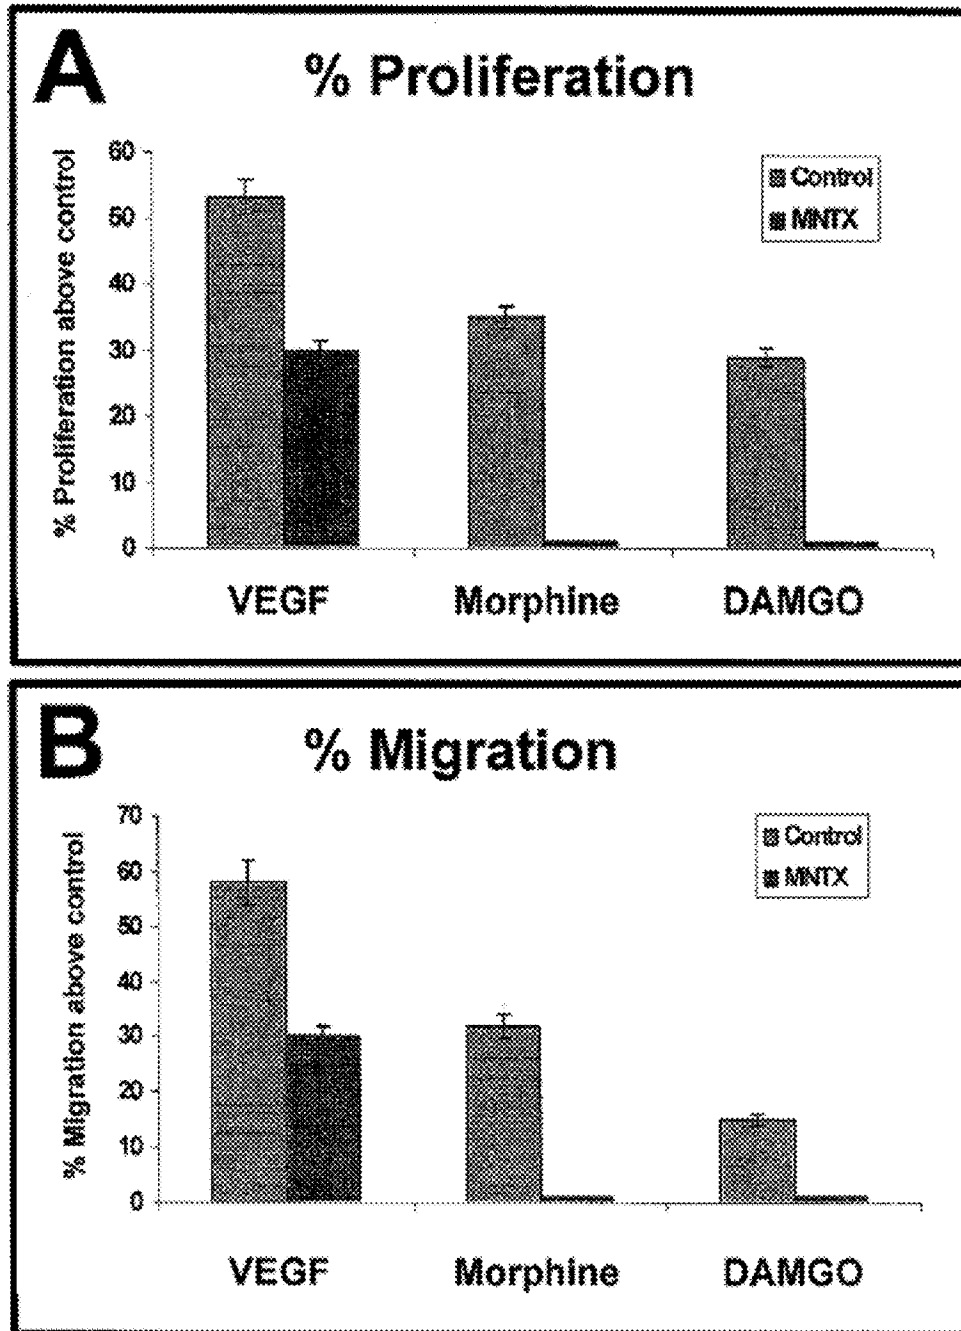 A
% Proliferation
% Proliferation above control
60
50
40
30
20
10
0
Control
MNTX
VEGF Morphine DAMGO
B
% Migration
% Migration above control
70
60
50
40
30
20
10
0
Control
MNTX
VEGF Morphine DAMGO